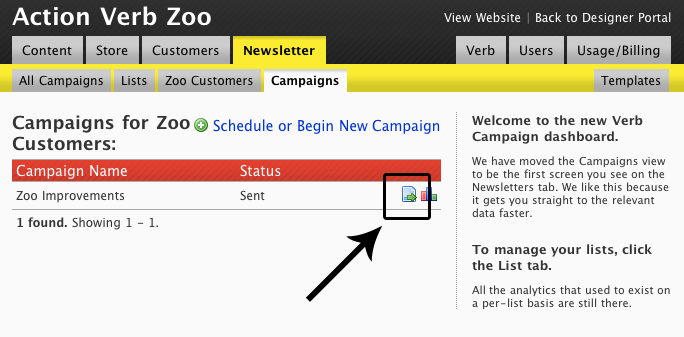 Action Verb Zoo
View Website | Back to Designer Portal
Content Store Customers Newsletter Verb Users Usage/Billing
All Campaigns Lists Zoo Customers Campaigns Templates
Campaigns for Zoo
Customers:
Schedule or Begin New Campaign
Campaign Name Status
Zoo Improvements Sent
1 found. Showing 1 - 1.
Welcome to the new Verb
Campaign dashboard.
We have moved the Campaigns view
to be the first screen you see on the
Newsletters tab. We like this because
it gets you straight to the relevant
data faster.
To manage your lists, click
the List tab.
All the analytics that used to exist on
a per-list basis are still there.